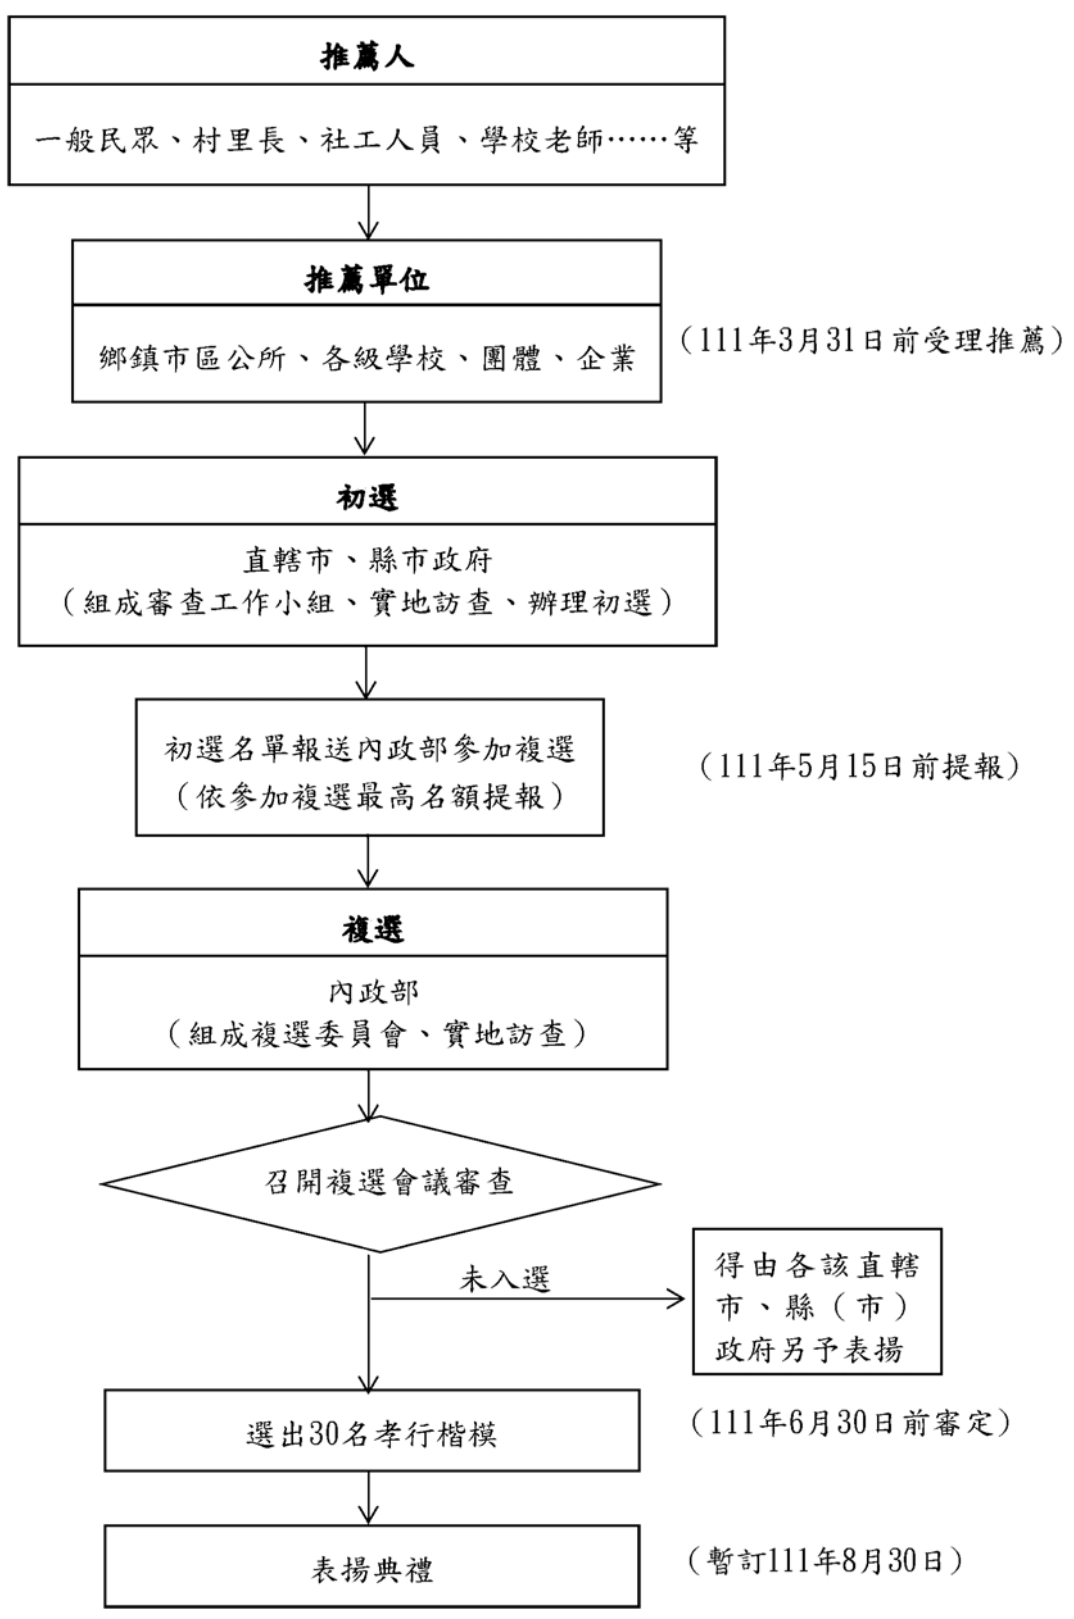 推薦人
一般民眾、村里長、社工人員、學校老師……等
推薦單位
鄉鎮市區公所、各級學校、團體、企業
（111年3月31日前受理推薦）
初選
直轄市、縣市政府
（組成審查工作小組、實地訪查、辦理初選）
初選名單報送內政部參加複選
（依參加複選最高名額提報）
（111年5月15日前提報）
複選
內政部
（組成複選委員會、實地訪查）
召開複選會議審查
未入選
得由各該直轄
市、縣（市）
政府另予表揚
選出30名孝行楷模
（111年6月30日前審定）
表揚典禮
（暫訂111年8月30日）